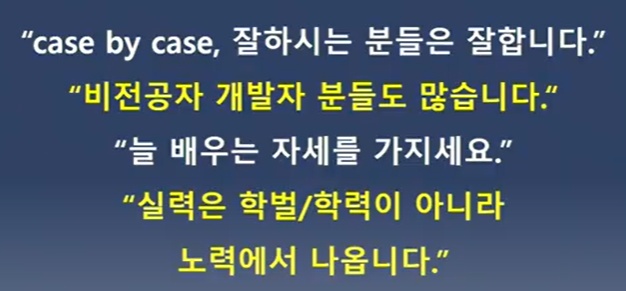 “case by case, 잘하시는 분들은 잘합니다.”
“비전공자 개발자 분들도 많습니다.“
“늘 배우는 자세를 가지세요.”
“실력은 학벌/학력이 아니라
노력에서 나옵니다.”